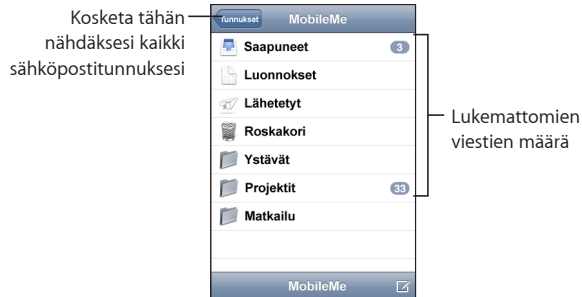 Kosketa tähän
nähdäksesi kaikki
sähköpostitunnuksesi
Tunnukset MobileMe
Saapuneet 3
Luonnokset
Lähetetyt
Roskakori
Ystävät
Projektit 33
Matkailu
MobileMe
Lukemattomien
viestien määrä